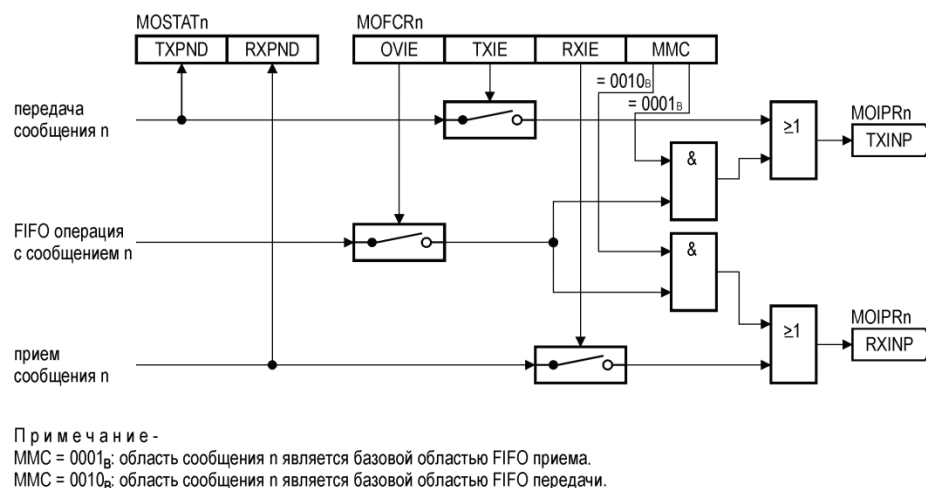 MOSTATn MOFCRn
TXPND RXPND OVIE TXIE RXIE MMC
= 0010B
= 0001B
передача
сообщения n
MOIPRn
≥1
TXINP
&
FIFO операция
с сообщением n
&
MOIPRn
≥1
RXINP
прием
сообщения n
Примечание -
MMC = 0001B: область сообщения n является базовой областью FIFO приема.
MMC = 0010B: область сообщения n является базовой областью FIFO передачи.